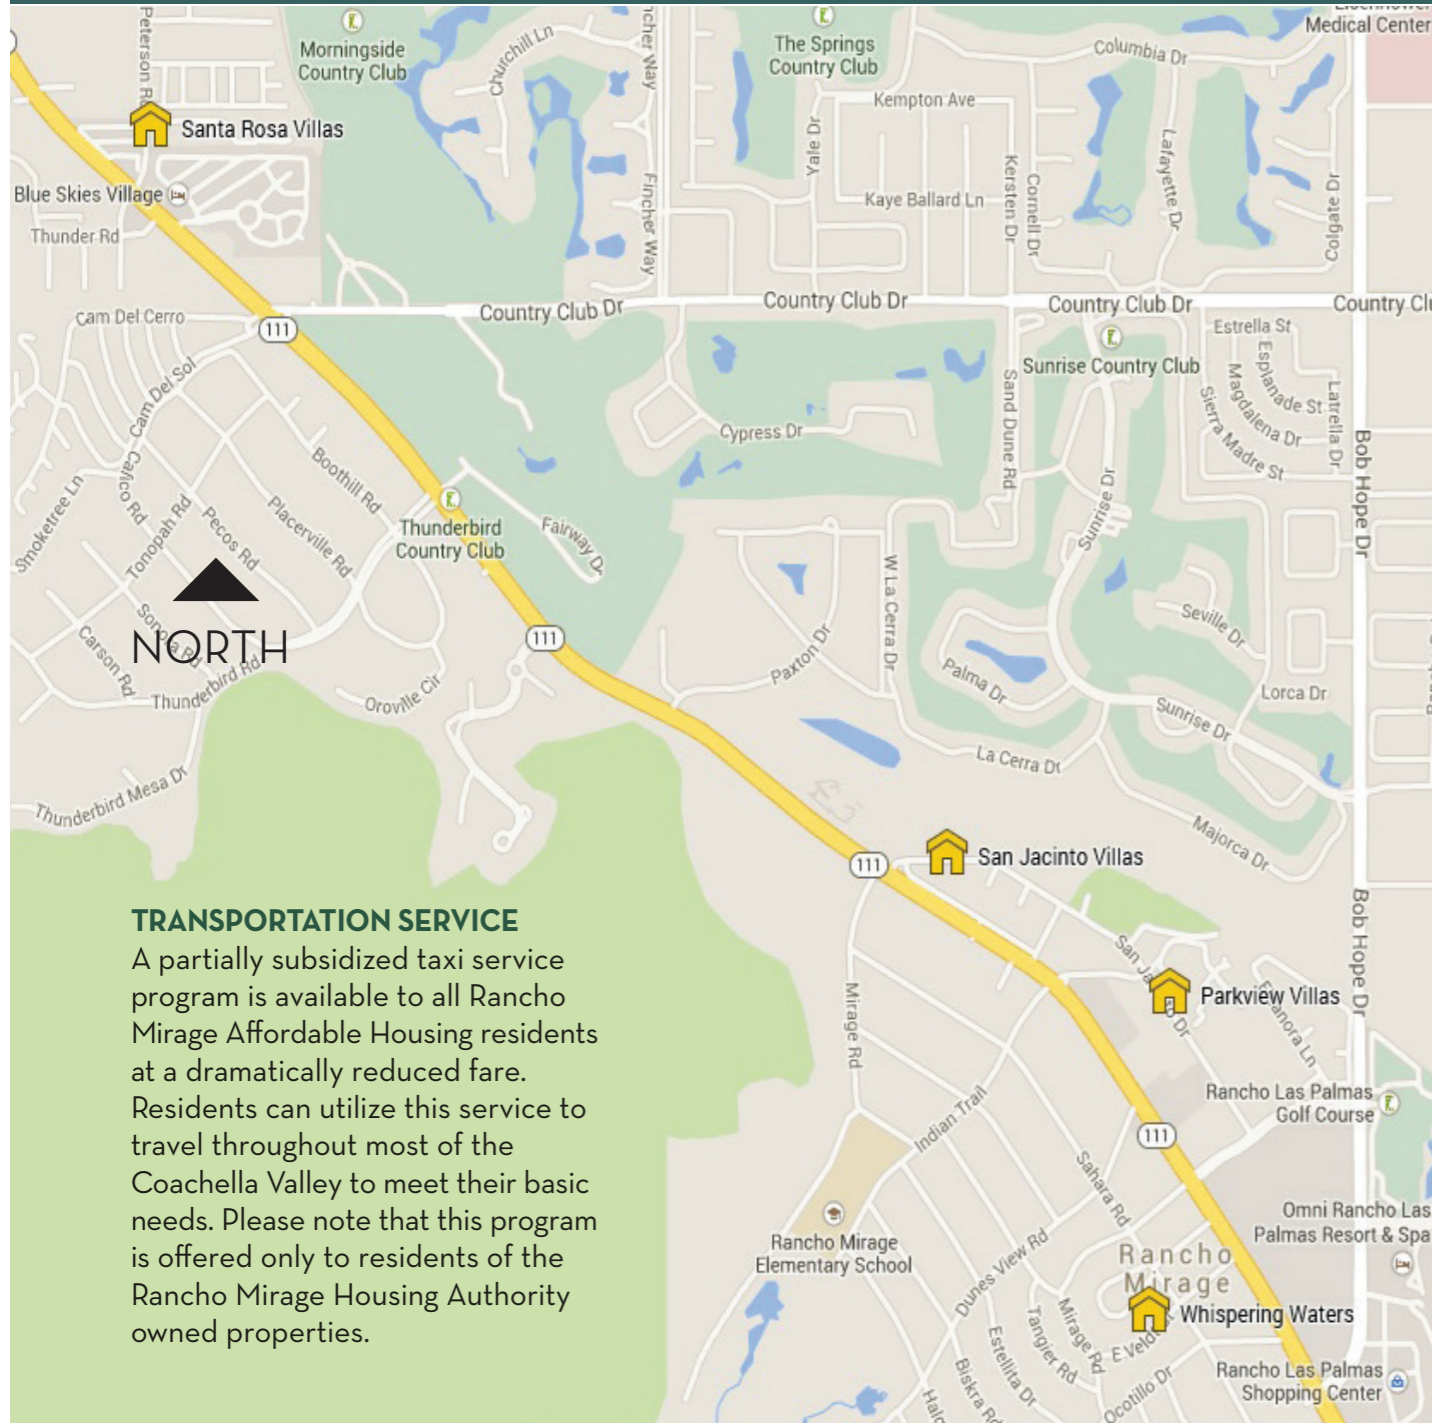 Eisenhower
Medical Center
Peterson Rd
Morningside
Country Club
Churchill Ln
ncher Way
The Springs
Country Club
Columbia Dr
Kempton Ave
Santa Rosa Villas
Yale Dr
Lafayette Dr
Kersten Dr
Cornell Dr
Colgate Dr
Fincher Way
Blue Skies Village
Kaye Ballard Ln
Thunder Rd
Country Club Dr
Country Club Dr
Country Club Dr
Country Clu
Cam Del Cerro
111
Estrella St
Esplanade St
Sunrise Country Club
Magdalena Dr
Latrella Dr
Sierra Madre St
Cam Del Sol
Sand Dune Rd
Cypress Dr
Bob Hope Dr
Boothill Rd
Calico Rd
Smoketree Ln
Tonopah Rd
Pecos Rd
Placerville Rd
Thunderbird
Country Club
Fairway Dr
Sunrise Dr
W La Cerra Dr
Seville Dr
Sonora Rd
Carson Rd
NORTH
111
Paxton Dr
Palma Dr
Thunderbird Rd
Oroville Cir
Lorca Dr
Sunrise Dr
La Cerra Dr
Thunderbird Mesa Dr
Majorca Dr
111
San Jacinto Villas
Bob Hope Dr
TRANSPORTATION SERVICE
A partially subsidized taxi service
program is available to all Rancho
Mirage Affordable Housing residents
at a dramatically reduced fare.
Residents can utilize this service to
travel throughout most of the
Coachella Valley to meet their basic
needs. Please note that this program
is offered only to residents of the
Rancho Mirage Housing Authority
owned properties.
San Jacinto Dr
Parkview Villas
Mirage Rd
Rancho Las Palmas
Golf Course
Indian Trail
111
Sahara Rd
Omni Rancho Las
Palmas Resort & Spa
Rancho Mirage
Elementary School
Dunes View Rd
Rancho
Mirage
Whispering Waters
Mirage Rd
Tangier Rd
Estellita Dr
Biskra Rd
Ocotillo Dr
Rancho Las Palmas
Shopping Center